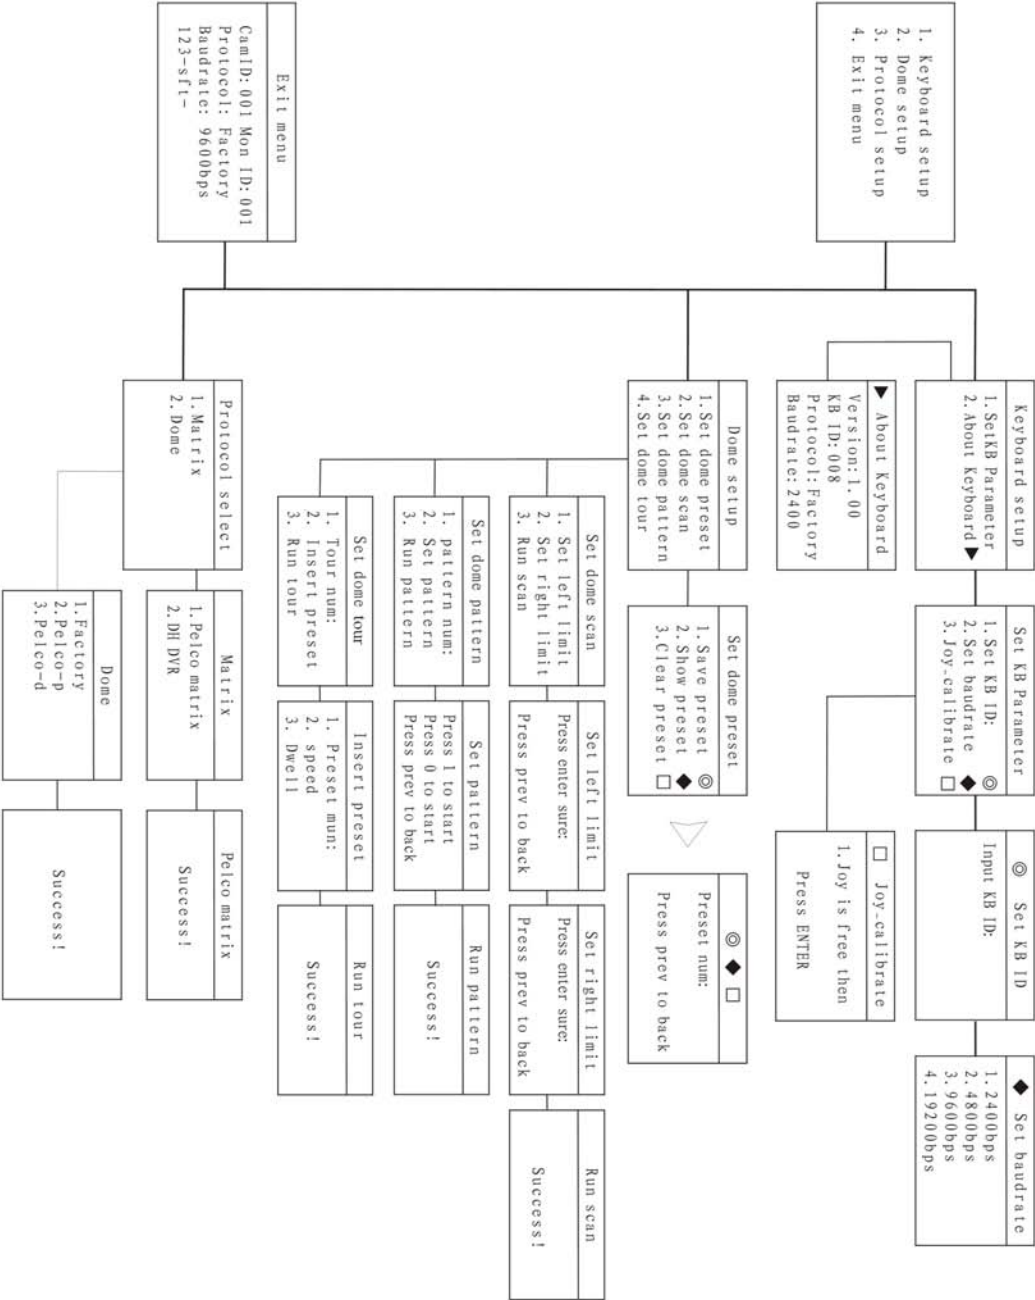 1. Keyboard setup
2. Dome setup
3. Protocol setup
4. Exit menu
Keyboard setup
1. SetKB Parameter
2. About Keyboard ▼
▼ About Keyboard
Version: 1. 00
KB ID: 008
Protocol: Factory
Baudrate: 2400
Set KB Parameter
1. Set KB ID: ◎
2. Set baudrate ◆
3. Joy-calibrate □
◎ Set KB ID
Input KB ID:
◆ Set baudrate
1. 2400bps
2. 4800bps
3. 9600bps
4. 19200bps
□ Joy-calibrate
1. Joy is free then
Press ENTER
Dome setup
1. Set dome preset
2. Set dome scan
3. Set dome pattern
4. Set dome tour
Set dome preset
1. Save preset ◎
2. Show preset ◆
3. Clear preset □
◎ ◆ □
Preset num:
Press prev to back
Set dome scan
1. Set left limit
2. Set right limit
3. Run scan
Set left limit
Press enter sure:
Press prev to back
Set right limit
Press enter sure:
Press prev to back
Run scan
Success!
Set dome pattern
1. pattern num:
2. Set pattern
3. Run pattern
Set pattern
Press 1 to start
Press 0 to start
Press prev to back
Run pattern
Success!
Set dome tour
1. Tour num:
2. Insert preset
3. Run tour
Insert preset
1. Preset mun:
2. speed
3. Dwell
Run tour
Success!
Exit menu
CamID: 001 Mon ID: 001
Protocol: Factory
Baudrate: 9600bps
123-sft-
Protocol select
1. Matrix
2. Dome
Matrix
1. Pelco matrix
2. DH DVR
Pelco matrix
Success!
Dome
1. Factory
2. Pelco-p
3. Pelco-d
Success!